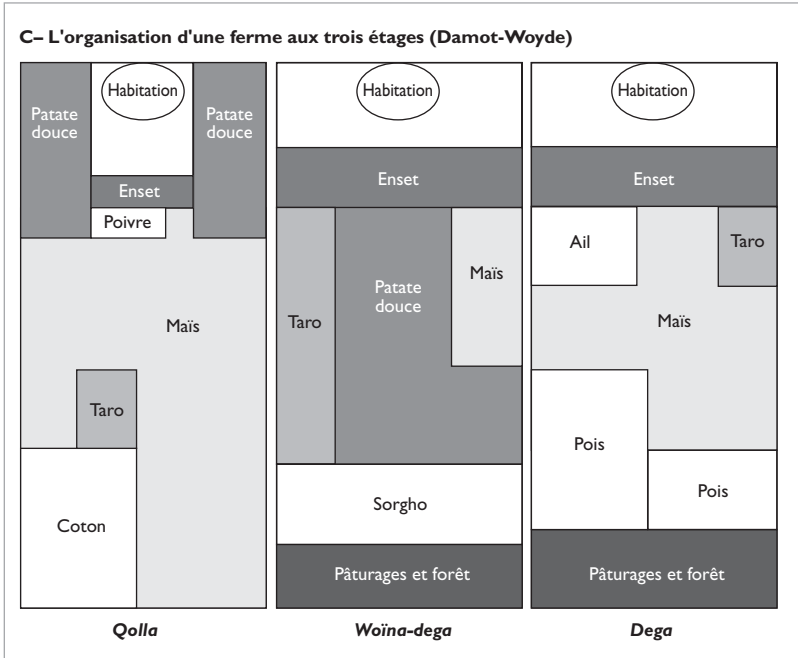 C– L'organisation d'une ferme aux trois étages (Damot-Woyde)
Patate
douce
Habitation
Patate
douce
Enset
Poivre
Maïs
Taro
Coton
Qolla
Habitation
Enset
Taro
Patate
douce
Maïs
Sorgho
Pâturages et forêt
Woïna-dega
Habitation
Enset
Ail
Taro
Maïs
Pois
Pois
Pâturages et forêt
Dega